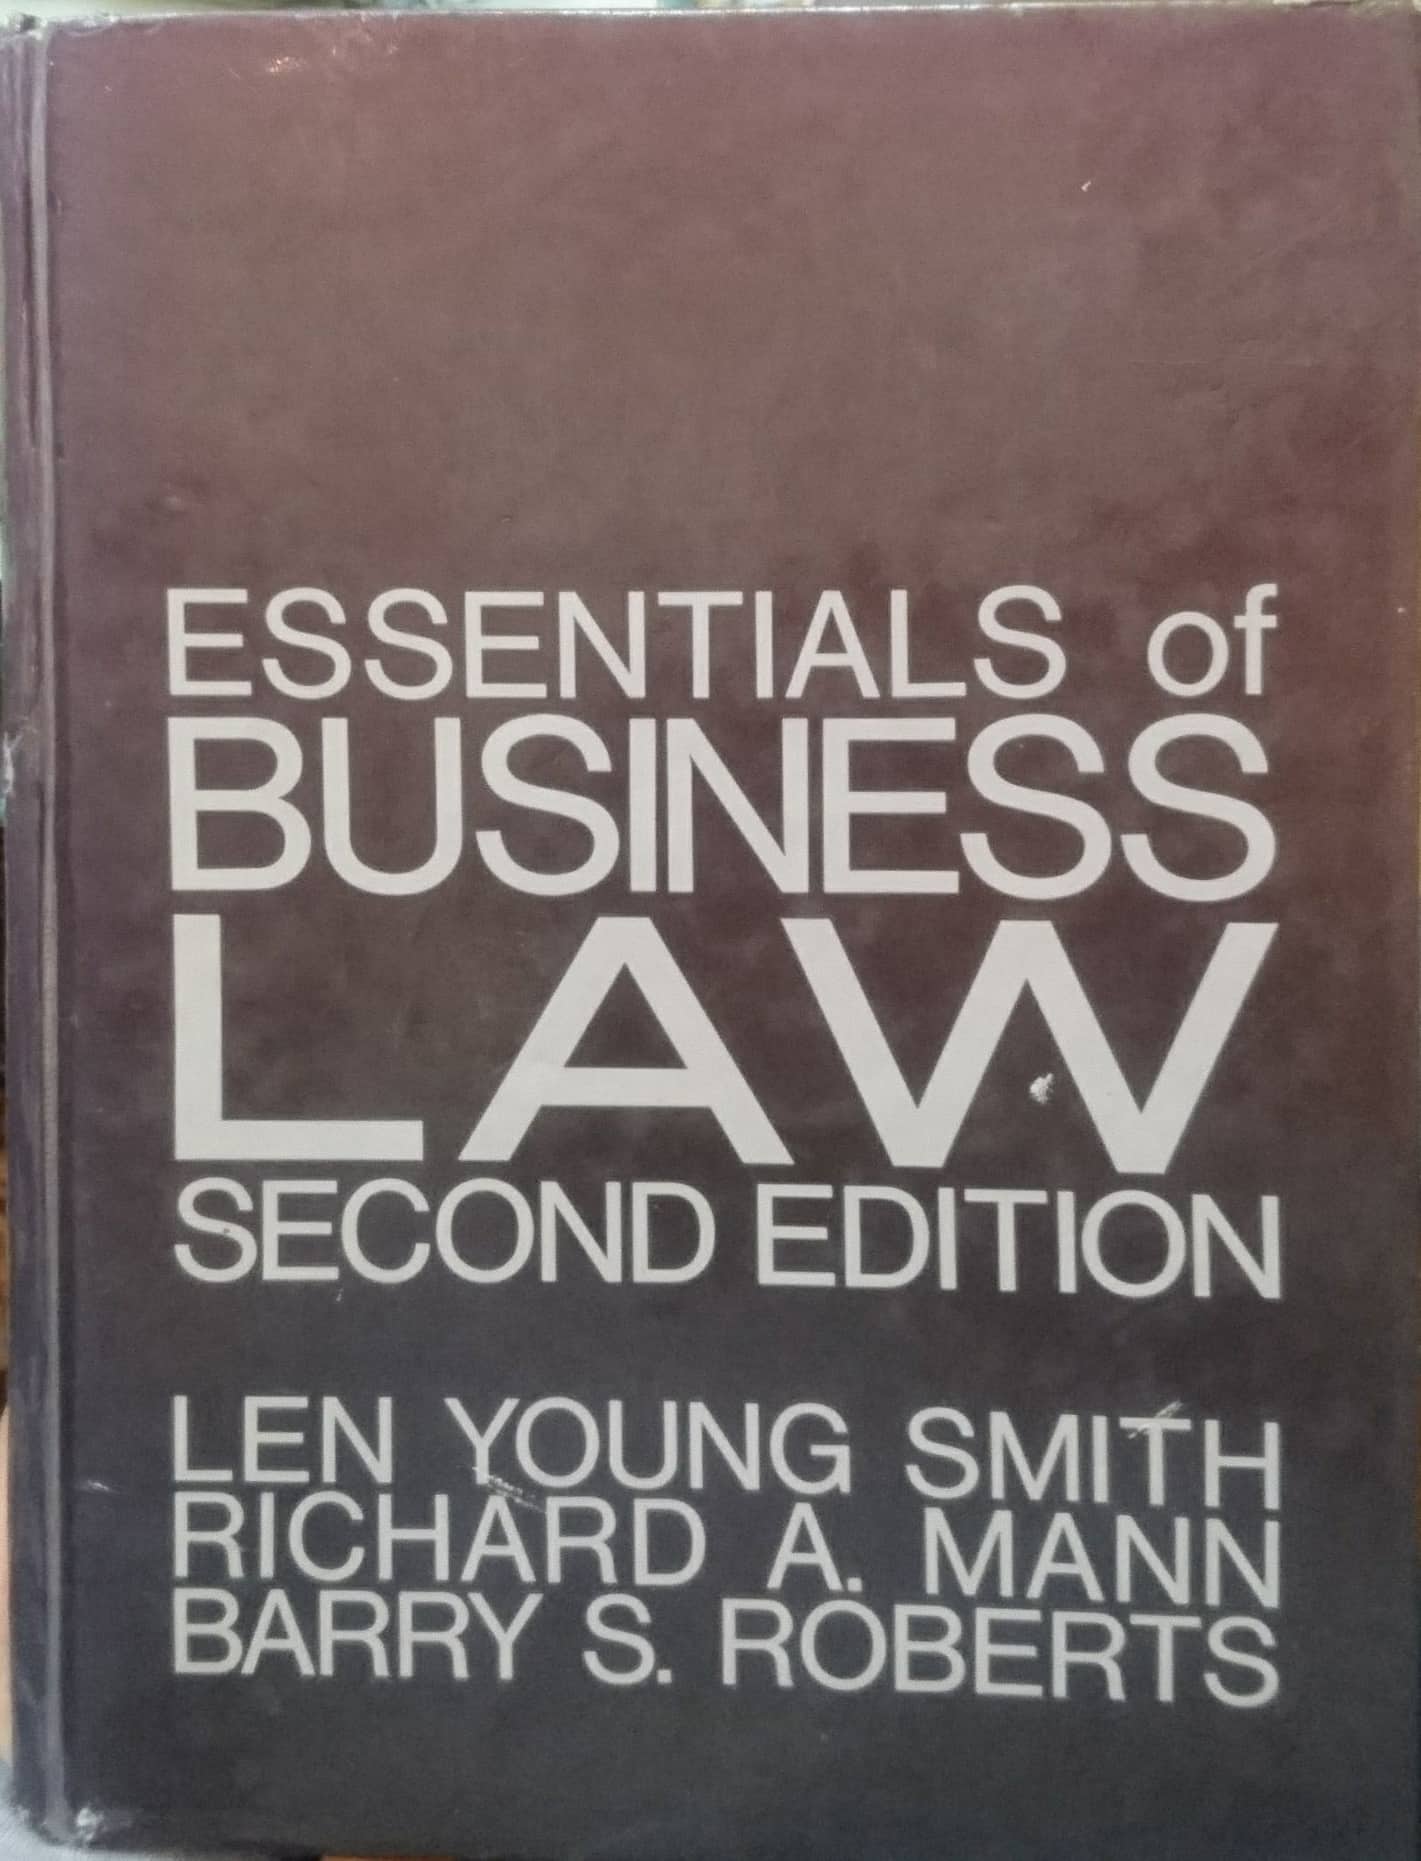 ESSENTIALS of
BUSINESS
LAW
SECOND EDITION
LEN YOUNG SMITH
RICHARD A. MANN
BARRY S. ROBERTS